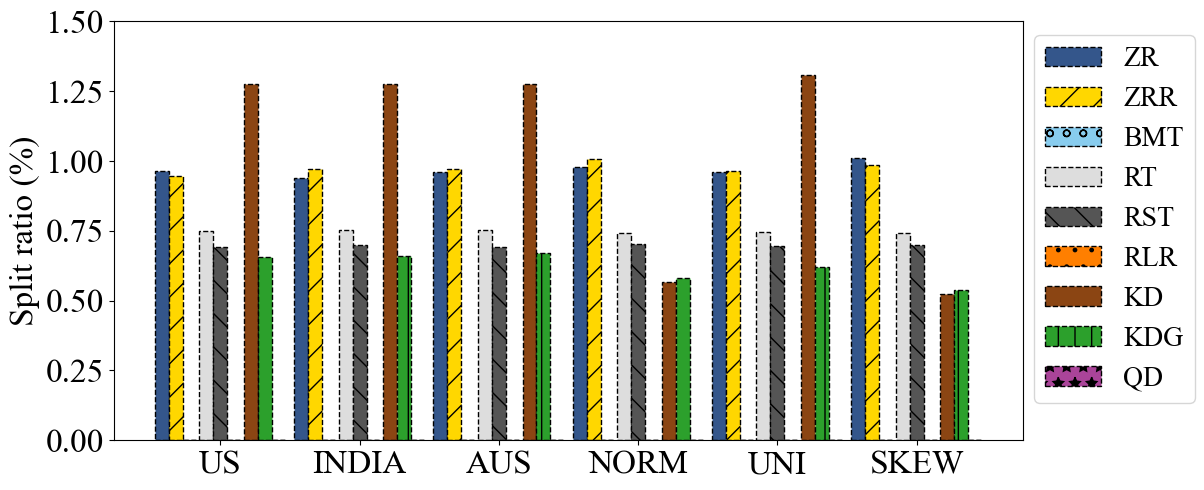 Split ratio (%)
1.50
1.25
1.00
0.75
0.50
0.25
0.00
US INDIA AUS NORM UNI SKEW
ZR
ZRR
BMT
RT
RST
RLR
KD
KDG
QD